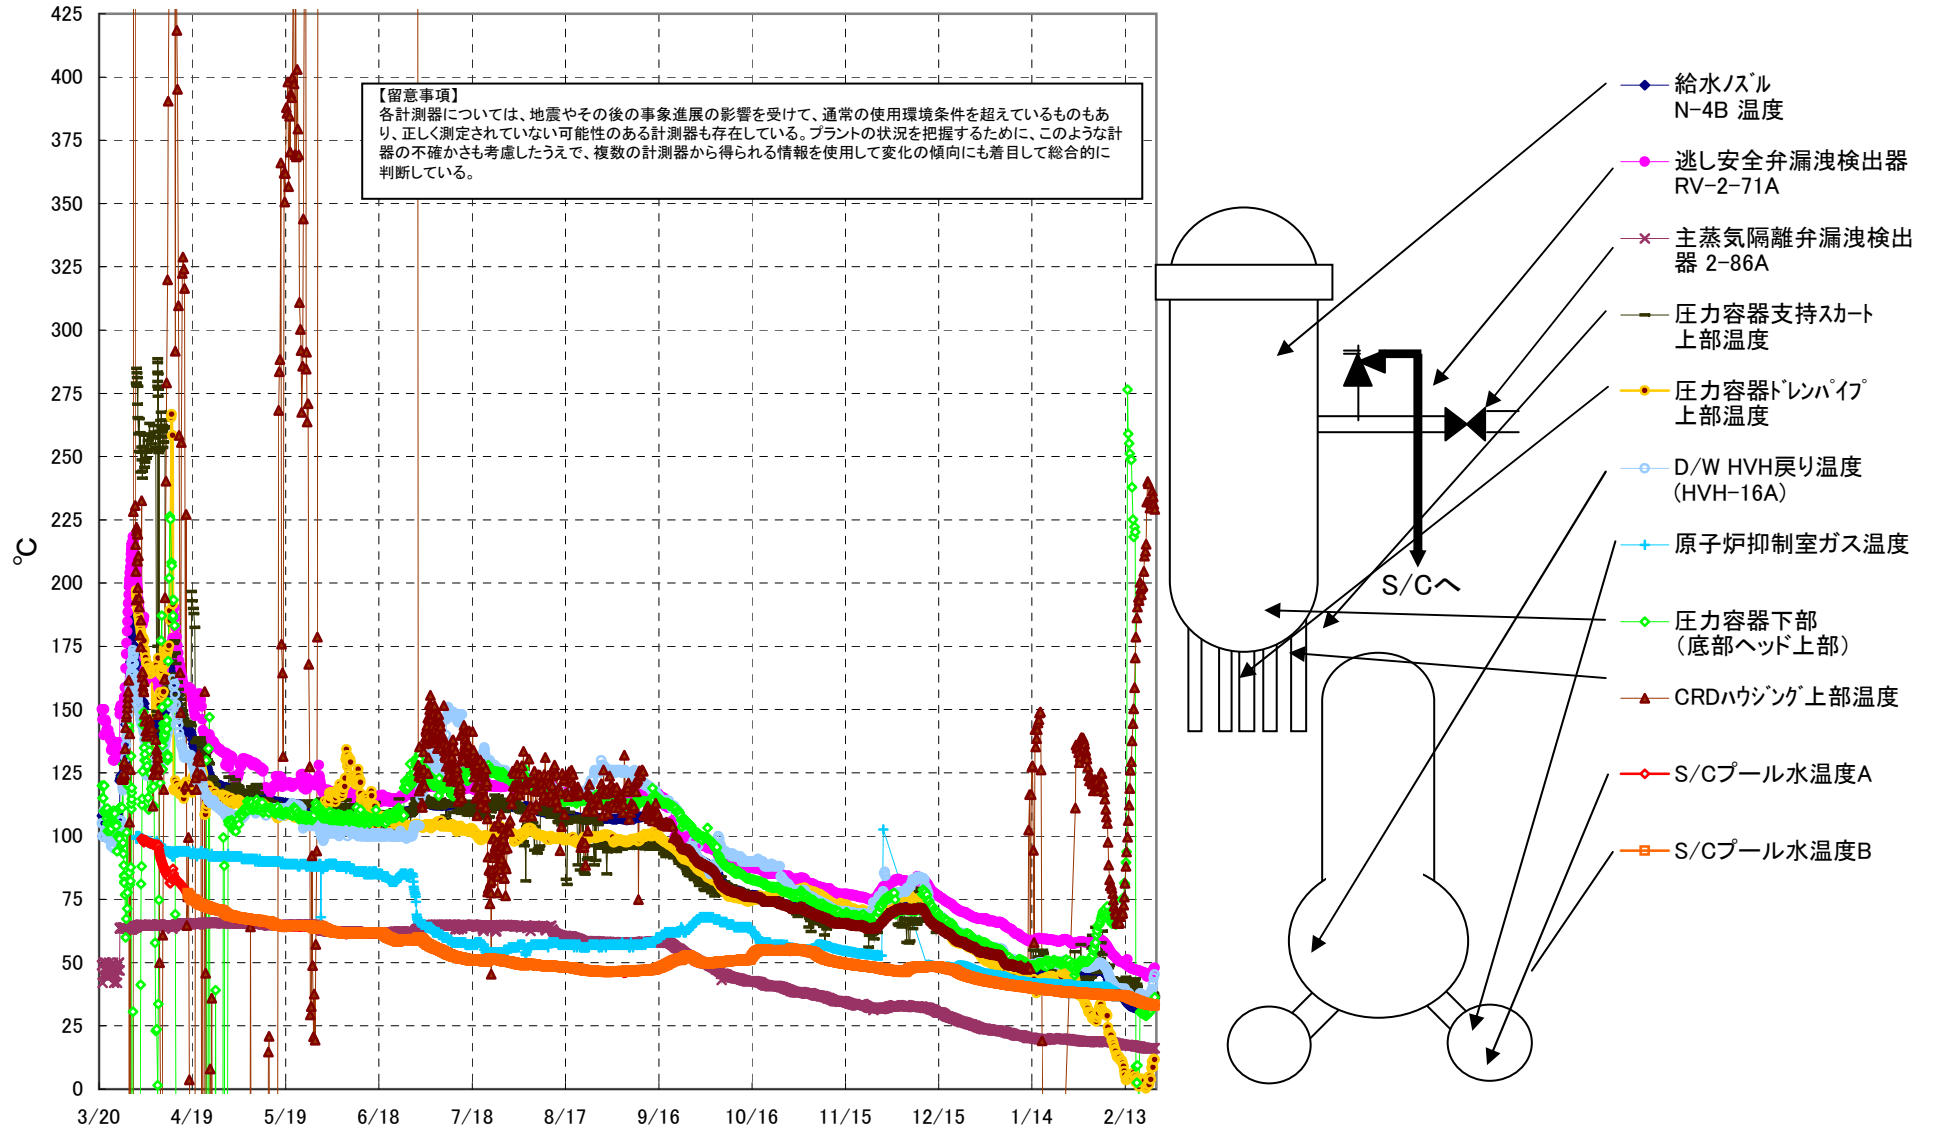 425
400
375
350
325
300
275
250
225
200
175
150
125
100
75
50
25
0
℃
3/20
4/19
5/19
6/18
7/18
8/17
9/16
10/16
11/15
12/15
1/14
2/13
【留意事項】
各計測器については、地震やその後の事象進展の影響を受けて、通常の使用環境条件を超えているものもあ
り、正しく測定されていない可能性のある計測器も存在している。プラントの状況を把握するために、このような計
器の不確かさも考慮したうえで、複数の計測器から得られる情報を使用して変化の傾向にも着目して総合的に
判断している。
S/Cへ
給水ﾉｽﾞﾙ
N-4B 温度
逃し安全弁漏洩検出器
RV-2-71A
主蒸気隔離弁漏洩検出
器 2-86A
圧力容器支持ｽｶｰﾄ
上部温度
圧力容器ﾄﾞﾚﾝﾊﾟｲﾌﾟ
上部温度
D/W HVH戻り温度
(HVH-16A)
原子炉抑制室ガス温度
圧力容器下部
（底部ヘッド上部）
CRDﾊｳｼﾞﾝｸﾞ上部温度
S/Cプール水温度A
S/Cプール水温度B